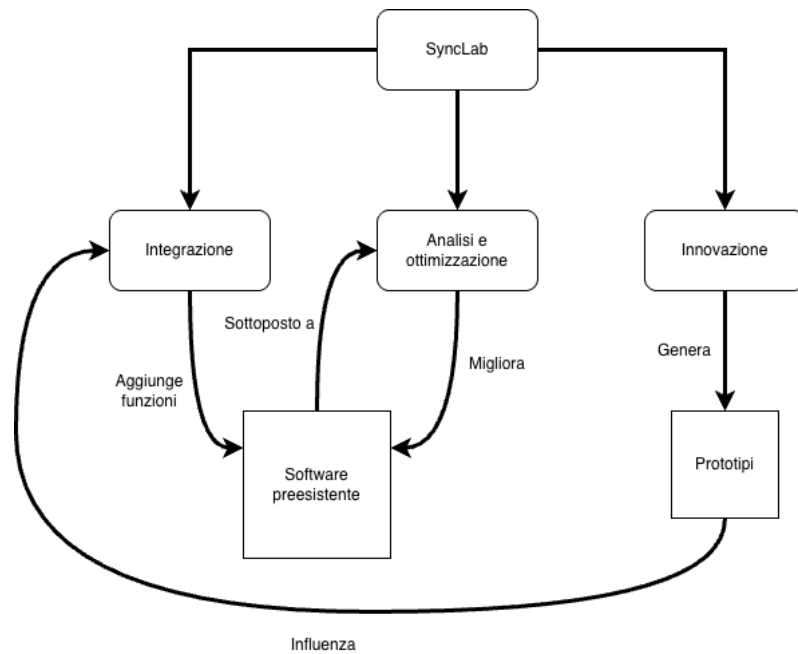 SyncLab
Integrazione
Analisi e
ottimizzazione
Innovazione
Sottoposto a
Migliora
Genera
Aggiunge
funzioni
Software
preesistente
Prototipi
Influenza